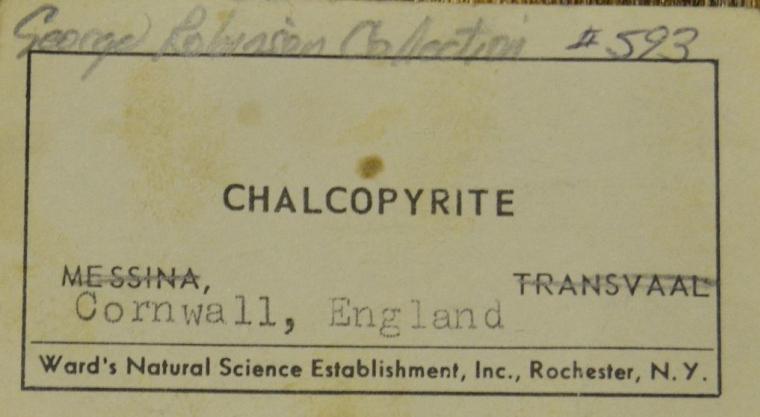 George Robinson Collection #593
CHALCOPYRITE
MESSINA, TRANSVAAL
Cornwall, England
Ward's Natural Science Establishment, Inc., Rochester, N. Y.